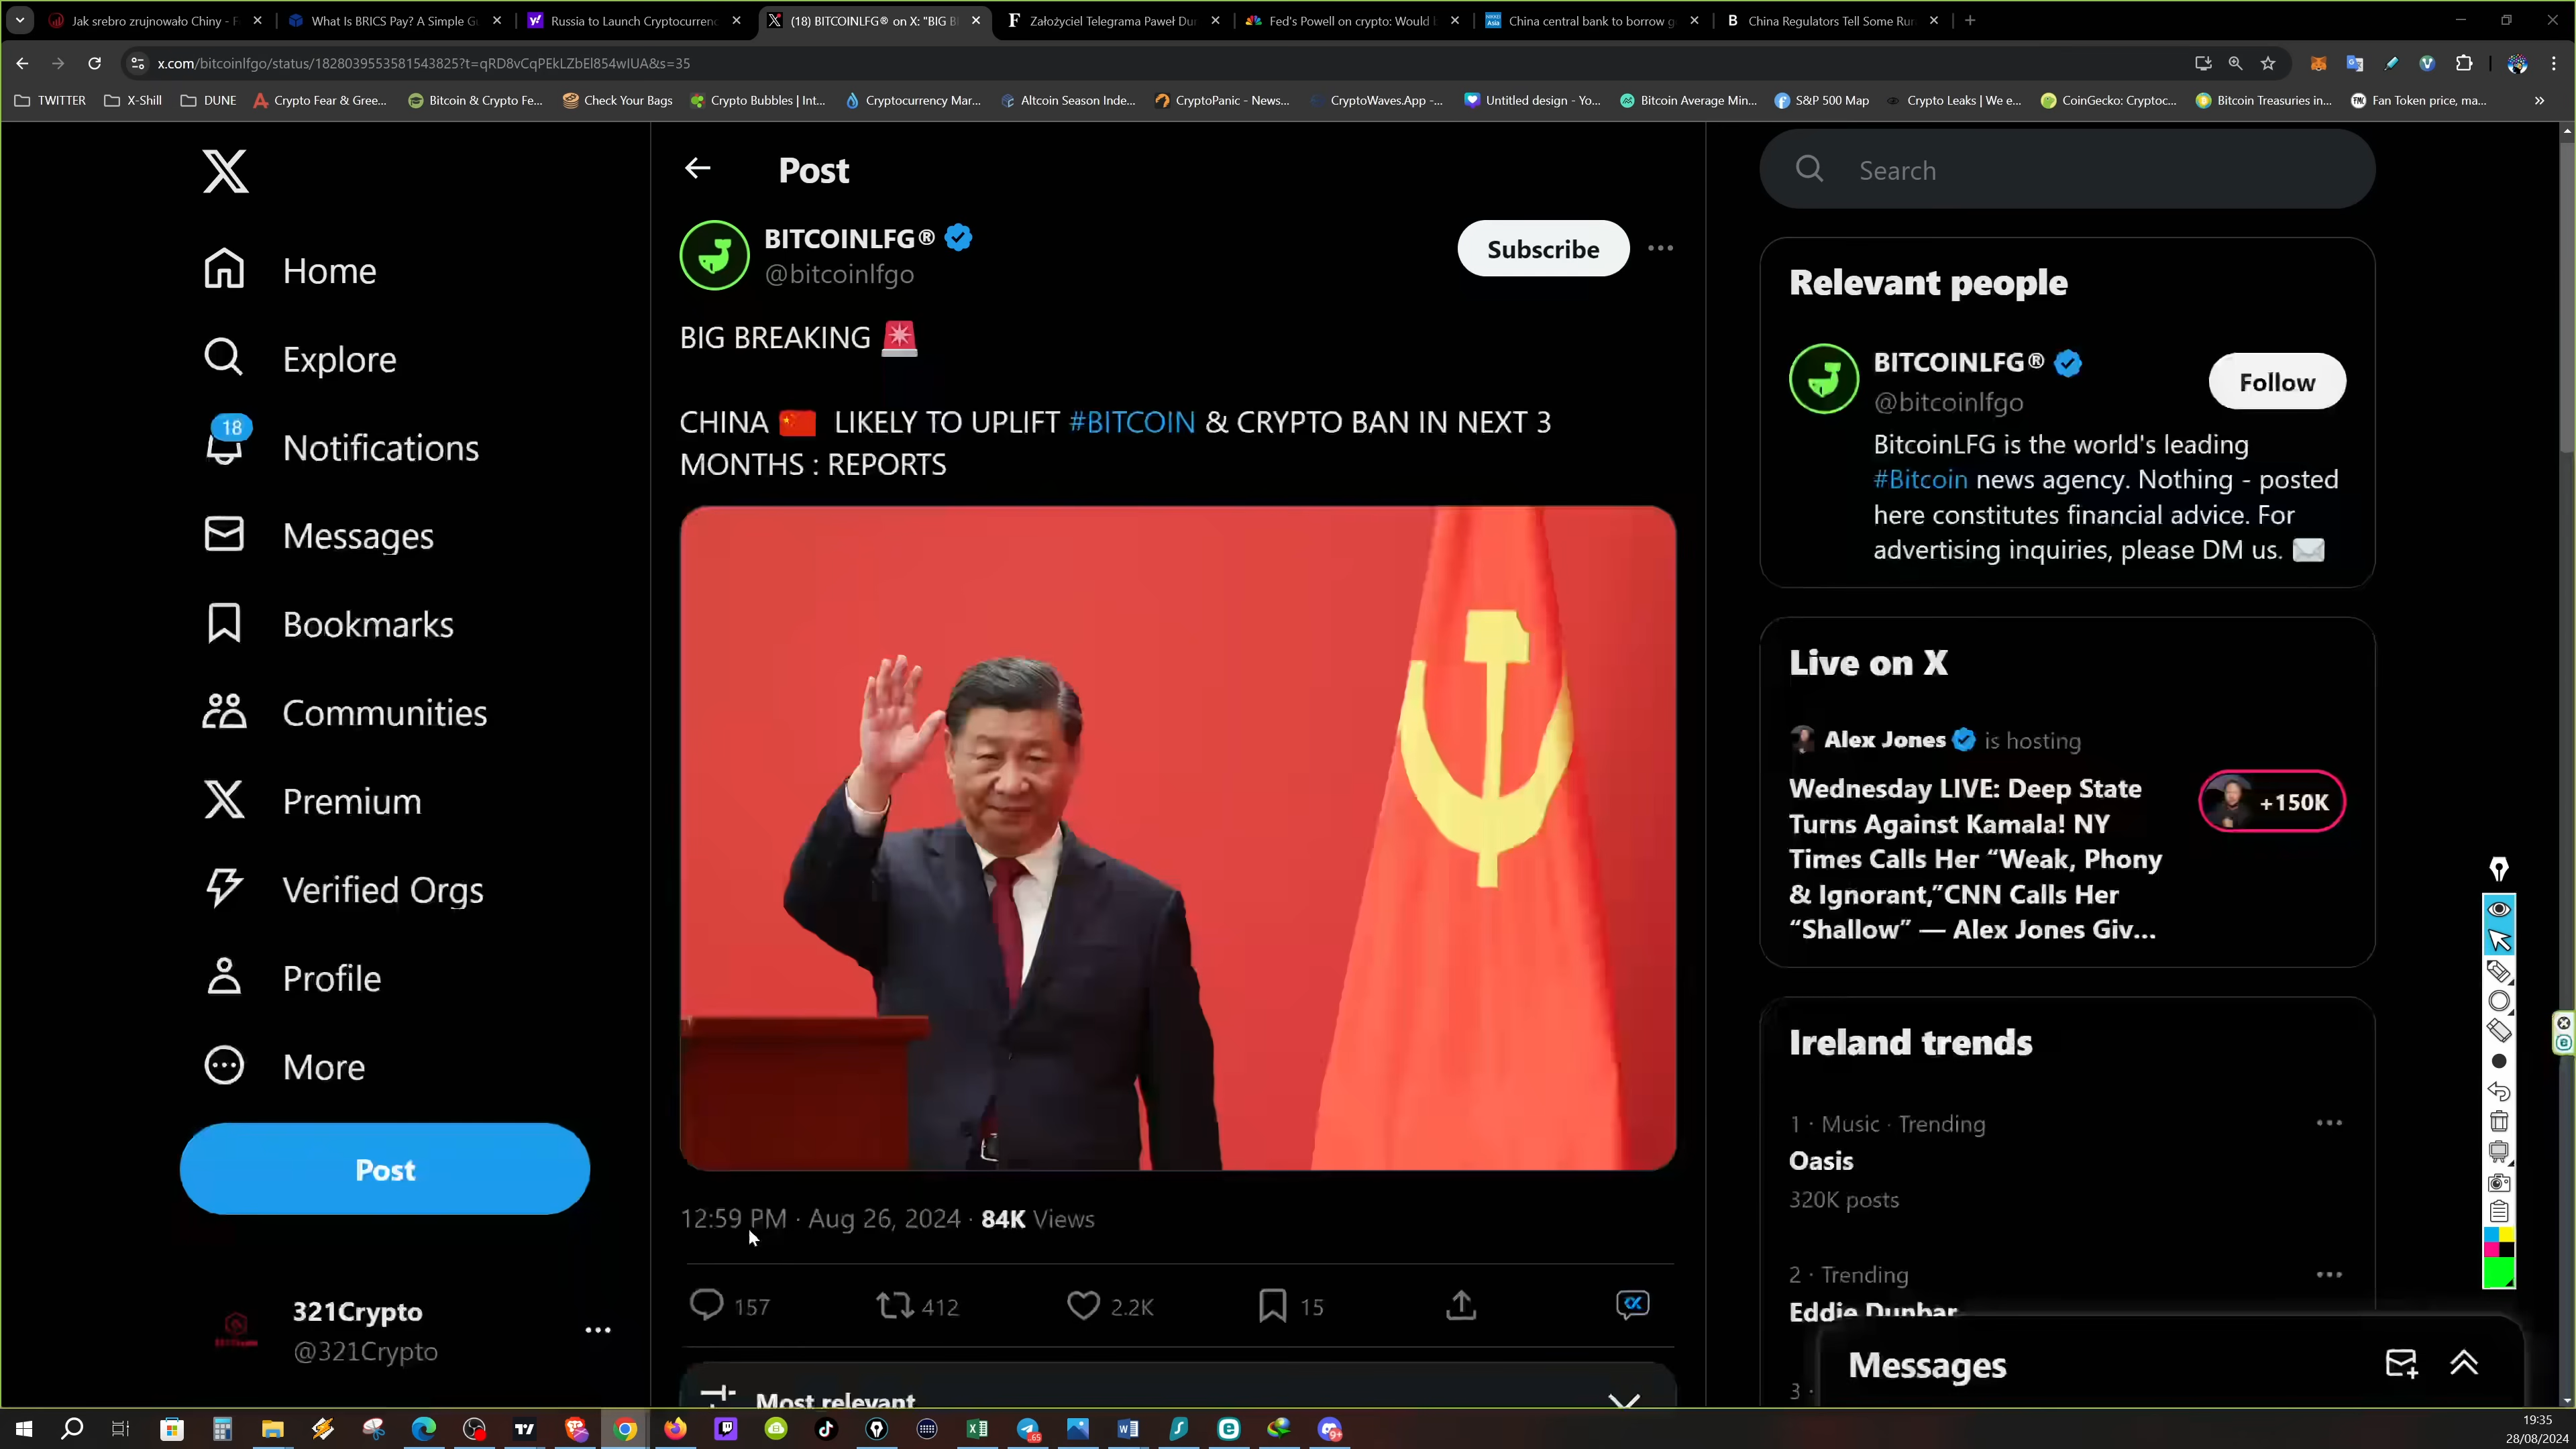 Jak srebro zrujnowało Chiny - F
What Is BRICS Pay? A Simple Gu
Russia to Launch Cryptocurrenc
(18) BITCOINLFG® on X: "BIG B
Założyciel Telegrama Paweł Dur
Fed's Powell on crypto: Would b
China central bank to borrow g
China Regulators Tell Some Rur
x.com/bitcoinlfgo/status/1828039553581543825?t=qRD8vCqPEkLZbEl854wIUA&s=35
TWITTER
X-Shill
DUNE
Crypto Fear & Gree...
Bitcoin & Crypto Fe...
Check Your Bags
Crypto Bubbles | Int...
Cryptocurrency Mar...
Altcoin Season Inde...
CryptoPanic - News...
CryptoWaves.App -...
Untitled design - Yo...
Bitcoin Average Min...
S&P 500 Map
Crypto Leaks | We e...
CoinGecko: Cryptoc...
Bitcoin Treasuries in...
Fan Token price, ma...
Home
Explore
18
Notifications
Messages
Bookmarks
Communities
Premium
Verified Orgs
Profile
More
Post
321Crypto
@321Crypto
Post
BITCOINLFG®
@bitcoinlfgo
Subscribe
BIG BREAKING 🚨
CHINA 🇨🇳 LIKELY TO UPLIFT #BITCOIN & CRYPTO BAN IN NEXT 3
MONTHS : REPORTS
12:59 PM · Aug 26, 2024 · 84K Views
157
412
2.2K
15
Most relevant
Search
Relevant people
BITCOINLFG®
@bitcoinlfgo
Follow
BitcoinLFG is the world's leading
#Bitcoin news agency. Nothing - posted
here constitutes financial advice. For
advertising inquiries, please DM us. ✉️
Live on X
Alex Jones is hosting
Wednesday LIVE: Deep State
Turns Against Kamala! NY
Times Calls Her “Weak, Phony
& Ignorant,”CNN Calls Her
“Shallow” — Alex Jones Giv...
+150K
Ireland trends
1 · Music · Trending
Oasis
320K posts
2 · Trending
Eddie Dunbar
3 ·
Messages
19:35
28/08/2024